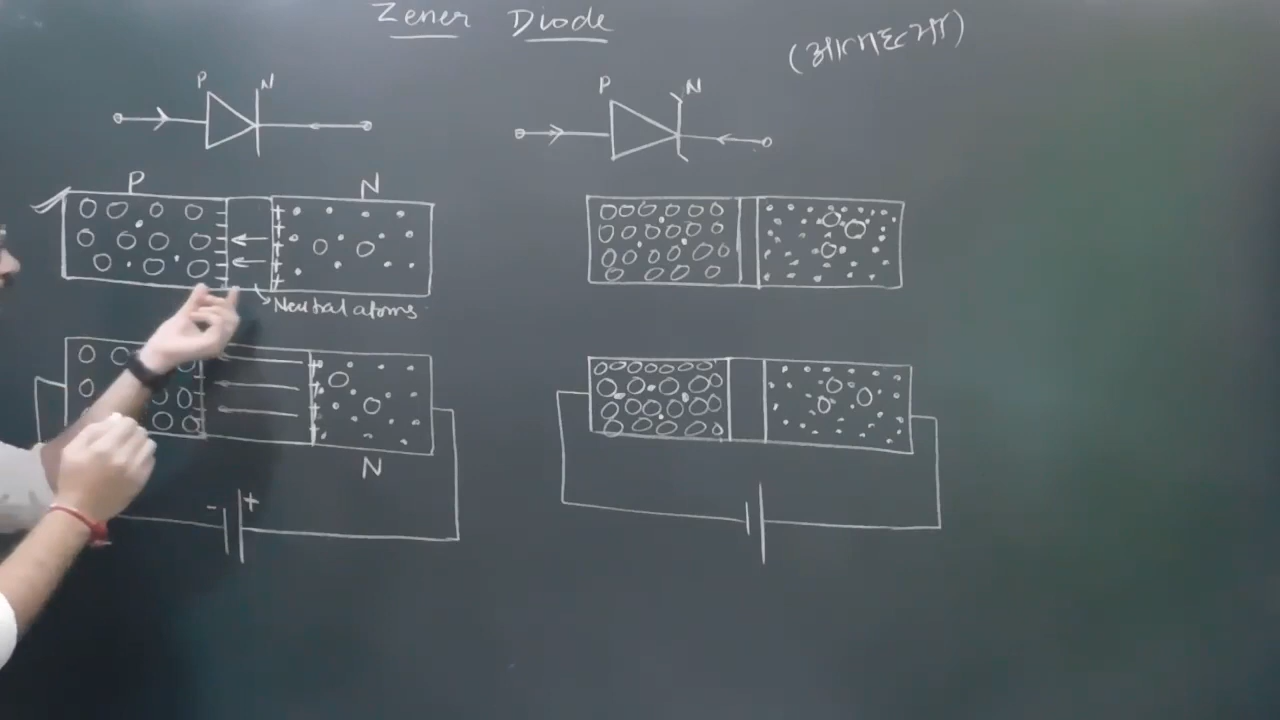 Zener Diode
P N
P N
P N
Neutral atoms
N
- +